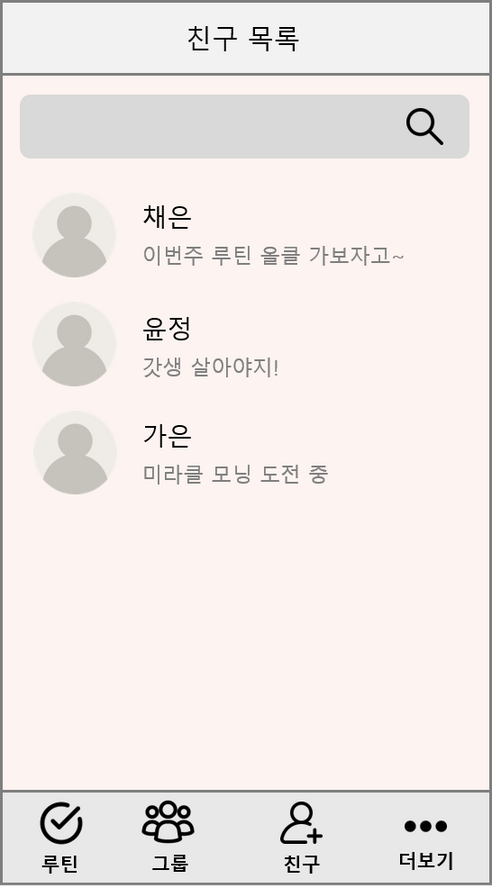 친구 목록
채은
이번주 루틴 올클 가보자고~
윤정
갓생 살아야지!
가은
미라클 모닝 도전 중
루틴
그룹
친구
더보기